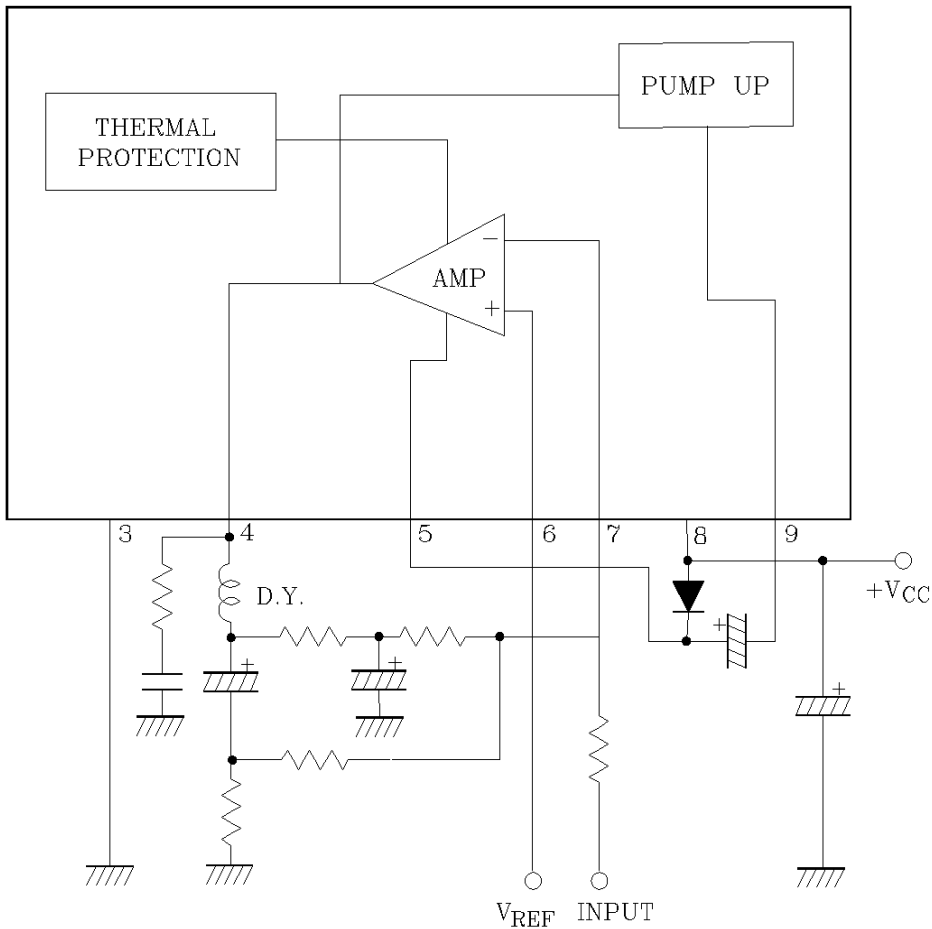 PUMP UP
THERMAL
PROTECTION
−
AMP
+
3 4 5 6 7 8 9
D.Y.
+VCC
+
+
+
+
VREF INPUT